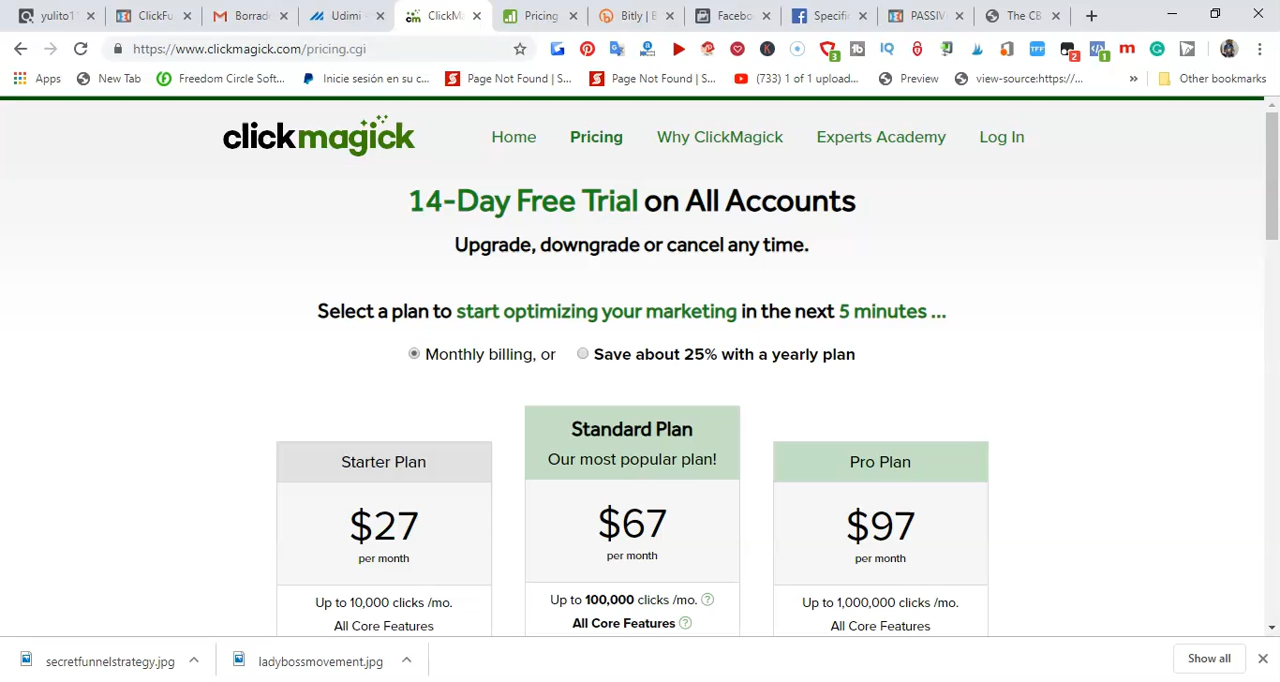 yulito1
ClickFu
Borrad
Udimi
ClickMa
Pricing
Bitly | B
Facebo
Specifi
PASSIV
The CB
https://www.clickmagick.com/pricing.cgi
Apps
New Tab
Freedom Circle Soft...
Inicie sesión en su c...
Page Not Found | S...
Page Not Found | S...
(733) 1 of 1 upload...
Preview
view-source:https://...
»
Other bookmarks
clickmagick
Home
Pricing
Why ClickMagick
Experts Academy
Log In
14-Day Free Trial on All Accounts
Upgrade, downgrade or cancel any time.
Select a plan to start optimizing your marketing in the next 5 minutes ...
Monthly billing, or
Save about 25% with a yearly plan
Starter Plan
$27
per month
Up to 10,000 clicks /mo.
All Core Features
Standard Plan
Our most popular plan!
$67
per month
Up to 100,000 clicks /mo. ?
All Core Features ?
Pro Plan
$97
per month
Up to 1,000,000 clicks /mo.
All Core Features
secretfunnelstrategy.jpg
ladybossmovement.jpg
Show all